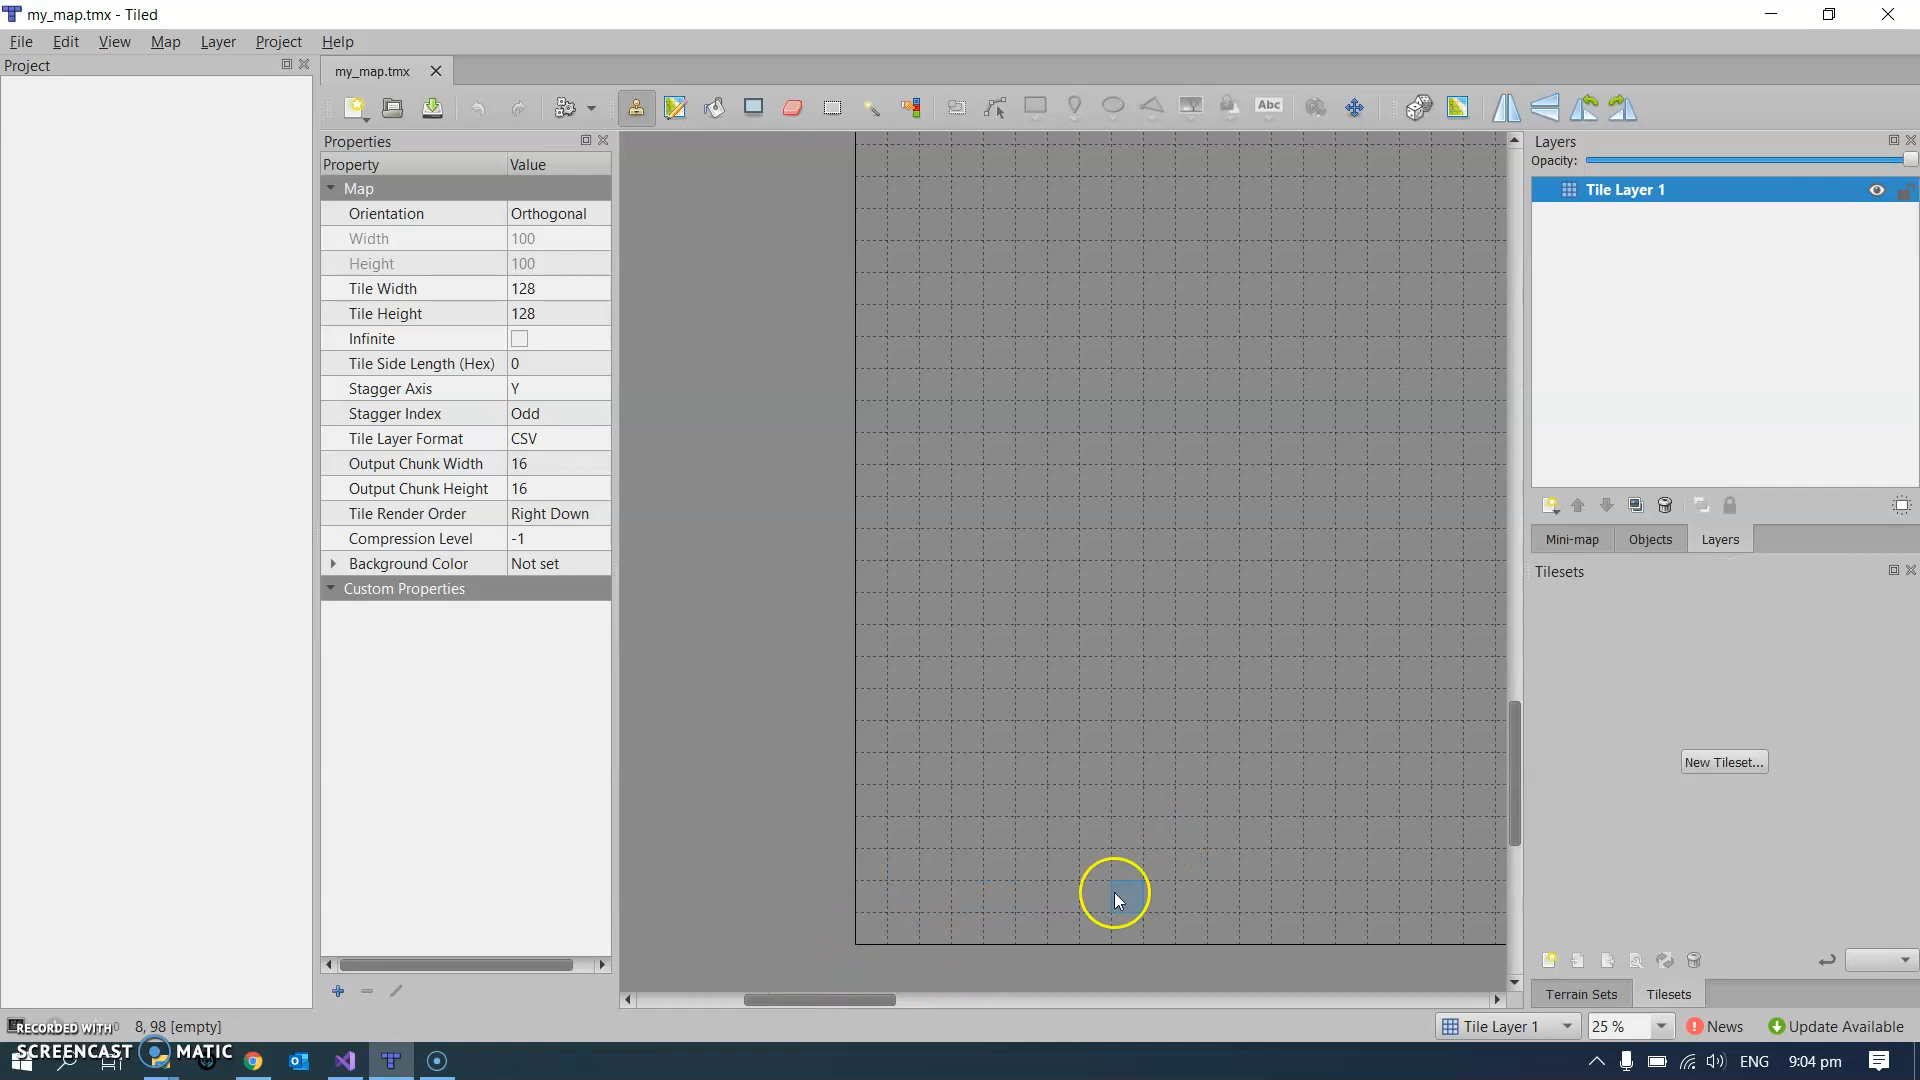 my_map.tmx - Tiled
File Edit View Map Layer Project Help
Project
my_map.tmx
Abc
Properties
Property Value
Map
Orientation Orthogonal
Width 100
Height 100
Tile Width 128
Tile Height 128
Infinite
Tile Side Length (Hex) 0
Stagger Axis Y
Stagger Index Odd
Tile Layer Format CSV
Output Chunk Width 16
Output Chunk Height 16
Tile Render Order Right Down
Compression Level -1
Background Color Not set
Custom Properties
Layers
Opacity:
Tile Layer 1
Mini-map Objects Layers
Tilesets
New Tileset...
Terrain Sets Tilesets
8, 98 [empty]
Tile Layer 1 25 % News Update Available
RECORDED WITH
SCREENCAST MATIC
ENG 9:04 pm